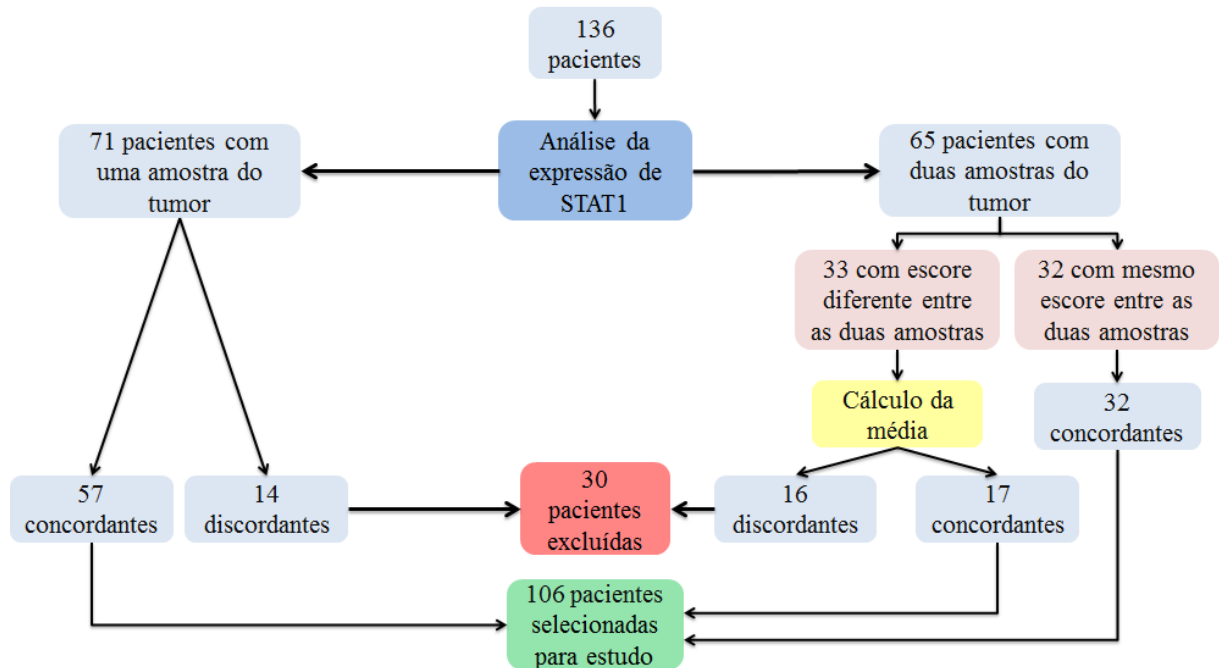 136
pacientes
71 pacientes com
uma amostra do
tumor
Análise da
expressão de
STAT1
65 pacientes com
duas amostras do
tumor
33 com escore
diferente entre
as duas amostras
32 com mesmo
escore entre as
duas amostras
Cálculo da
média
32
concordantes
57
concordantes
14
discordantes
30
pacientes
excluídas
16
discordantes
17
concordantes
106 pacientes
selecionadas
para estudo